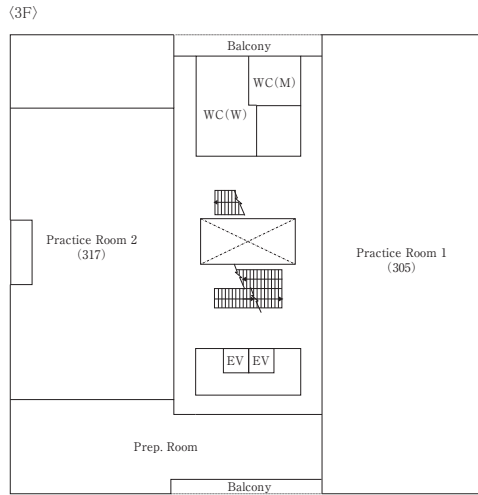 〈3F〉
Balcony
WC(M)
WC(W)
Practice Room 2
(317)
Practice Room 1
(305)
EV EV
Prep. Room
Balcony